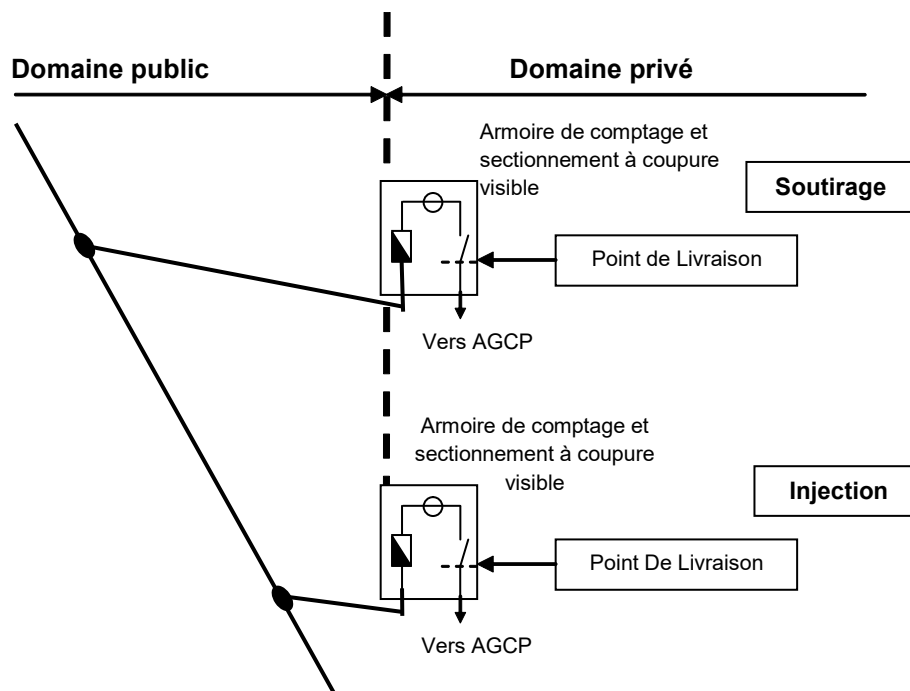 Domaine public
Domaine privé
Armoire de comptage et
sectionnement à coupure
visible
Soutirage
Point de Livraison
Vers AGCP
Armoire de comptage et
sectionnement à coupure
visible
Injection
Point De Livraison
Vers AGCP